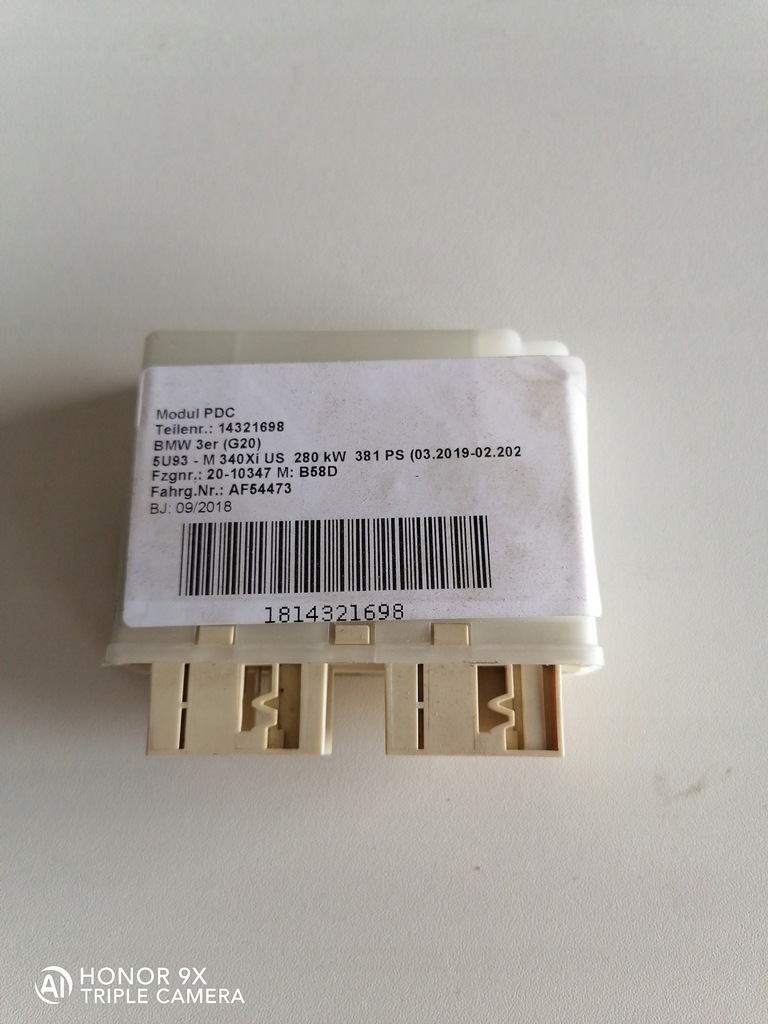 Modul PDC
Teilenr.: 14321698
BMW 3er (G20)
5U93 - M 340Xi US 280 kW 381 PS (03.2019-02.202
Fzgnr.: 20-10347 M: B58D
Fahrg.Nr.: AF54473
BJ: 09/2018
1814321698
AI HONOR 9X
TRIPLE CAMERA